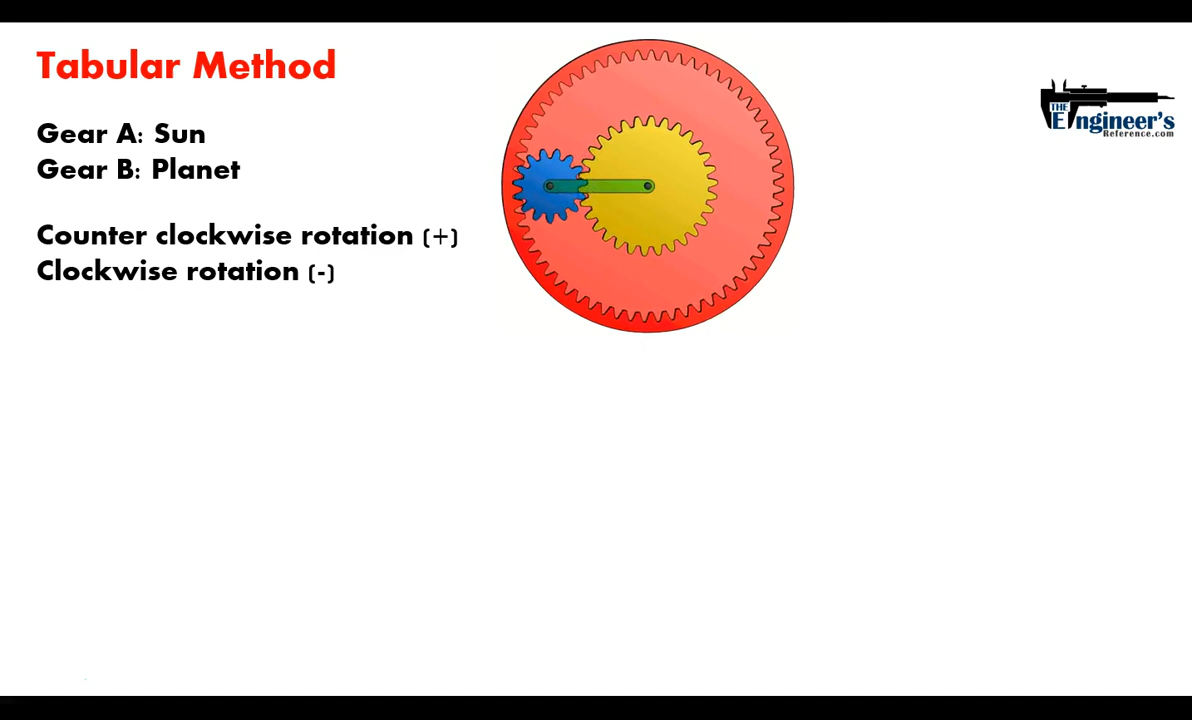 Tabular Method
Gear A: Sun
Gear B: Planet
Counter clockwise rotation (+)
Clockwise rotation (-)
THE
Engineer's
Reference.com